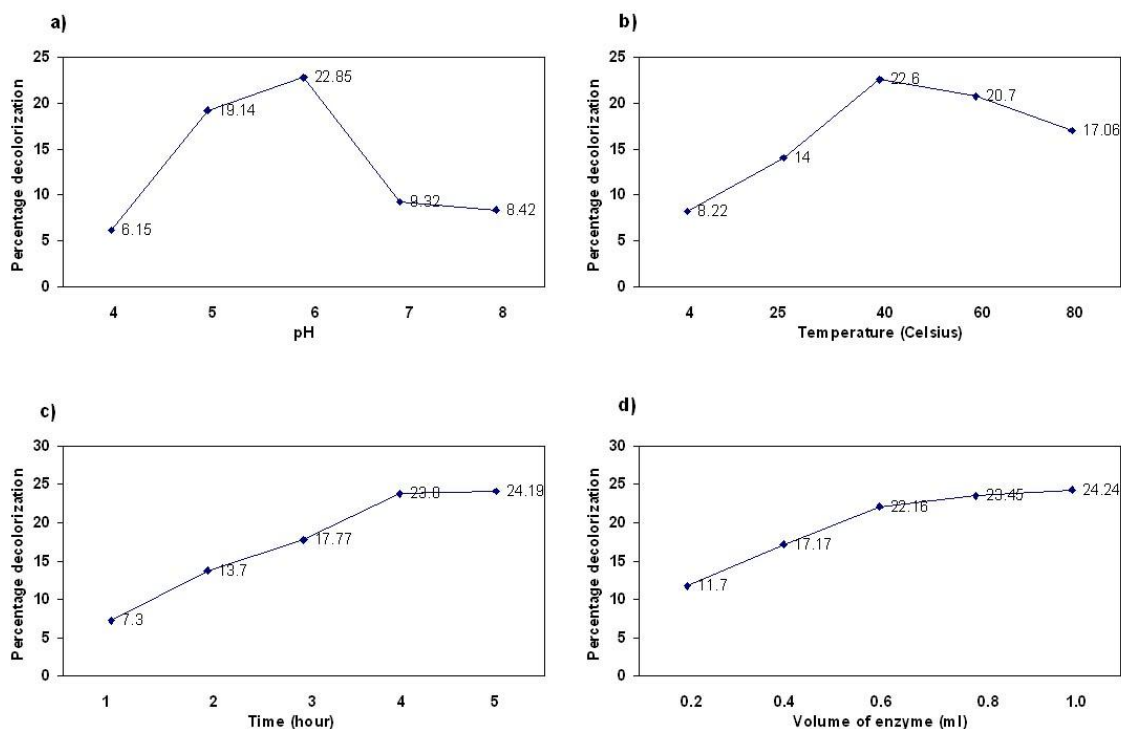 a)
Percentage decolorization
25
20
15
10
5
0
6.15
19.14
22.85
9.32
8.42
4 5 6 7 8
pH
b)
Percentage decolorization
25
20
15
10
5
0
8.22
14
22.6
20.7
17.06
4 25 40 60 80
Temperature (Celsius)
c)
Percentage decolorization
30
25
20
15
10
5
0
7.3
13.7
17.77
24.19
1 2 3 4 5
Time (hour)
d)
Percentage decolorization
30
25
20
15
10
5
0
11.7
17.17
22.16
23.45
24.24
0.2 0.4 0.6 0.8 1.0
Volume of enzyme (ml)